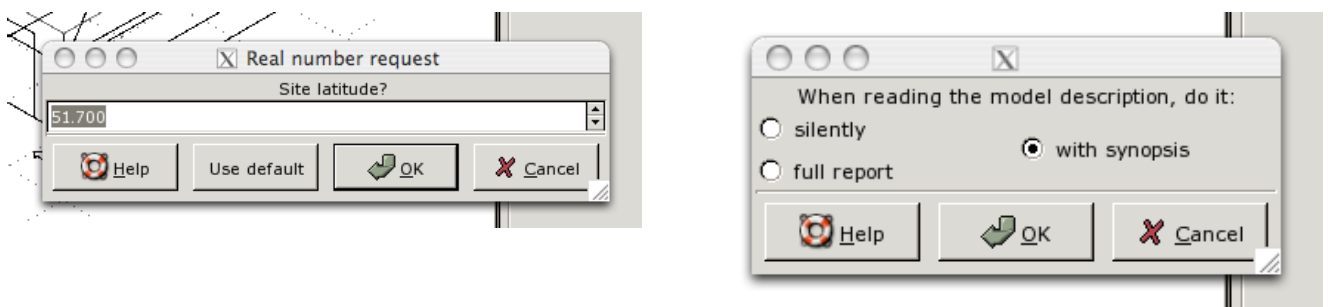 Real number request
Site latitude?
51.700
Help Use default OK Cancel
X
When reading the model description, do it:
silently
with synopsis
full report
Help OK Cancel